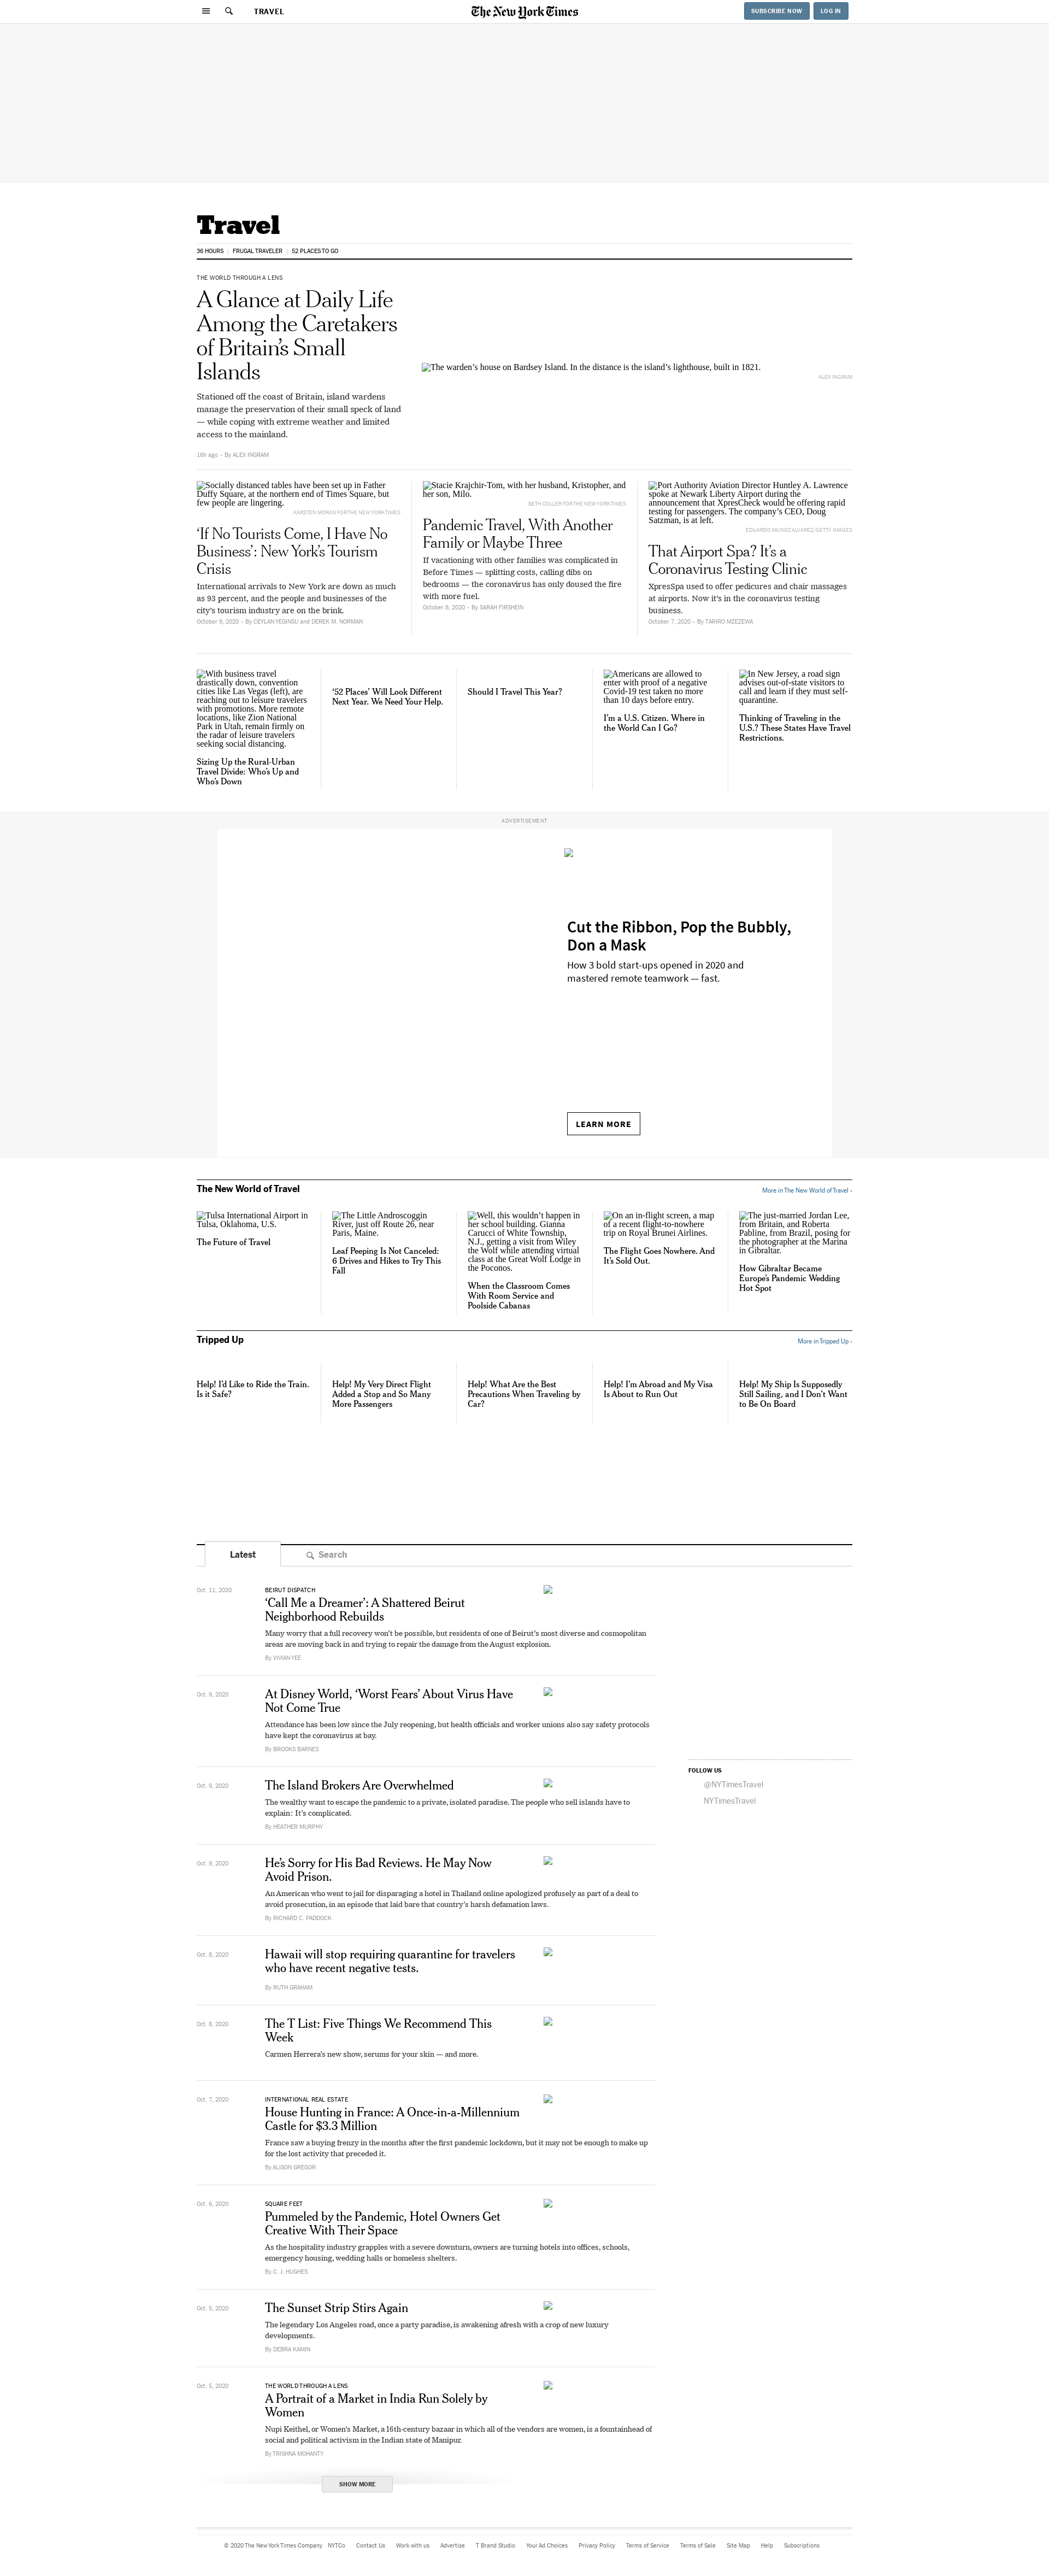 TRAVEL
The New York Times
SUBSCRIBE NOW
LOG IN
Travel
36 HOURS
FRUGAL TRAVELER
52 PLACES TO GO
THE WORLD THROUGH A LENS
A Glance at Daily Life
Among the Caretakers
of Britain’s Small
Islands
Stationed off the coast of Britain, island wardens
manage the preservation of their small speck of land
— while coping with extreme weather and limited
access to the mainland.
16h ago • By ALEX INGRAM
The warden’s house on Bardsey Island. In the distance is the island’s lighthouse, built in 1821.
ALEX INGRAM
Socially distanced tables have been set up in Father
Duffy Square, at the northern end of Times Square, but
few people are lingering.
KARSTEN MORAN FOR THE NEW YORK TIMES
‘If No Tourists Come, I Have No
Business’: New York’s Tourism
Crisis
International arrivals to New York are down as much
as 93 percent, and the people and businesses of the
city’s tourism industry are on the brink.
October 9, 2020 • By CEYLAN YEGINSU and DEREK M. NORMAN
Stacie Krajchir-Tom, with her husband, Kristopher, and
her son, Milo.
BETH COLLER FOR THE NEW YORK TIMES
Pandemic Travel, With Another
Family or Maybe Three
If vacationing with other families was complicated in
Before Times — splitting costs, calling dibs on
bedrooms — the coronavirus has only doused the fire
with more fuel.
October 8, 2020 • By SARAH FIRSHEIN
Port Authority Aviation Director Huntley A. Lawrence
spoke at Newark Liberty Airport during the
announcement that XpresCheck would be offering rapid
testing for passengers. The company’s CEO, Doug
Satzman, is at left.
EDUARDO MUNOZ ALVAREZ/GETTY IMAGES
That Airport Spa? It’s a
Coronavirus Testing Clinic
XpresSpa used to offer pedicures and chair massages
at airports. Now it’s in the coronavirus testing
business.
October 7, 2020 • By TARIRO MZEZEWA
With business travel
drastically down, convention
cities like Las Vegas (left), are
reaching out to leisure travelers
with promotions. More remote
locations, like Zion National
Park in Utah, remain firmly on
the radar of leisure travelers
seeking social distancing.
Sizing Up the Rural-Urban
Travel Divide: Who’s Up and
Who’s Down
‘52 Places’ Will Look Different
Next Year. We Need Your Help.
Should I Travel This Year?
Americans are allowed to
enter with proof of a negative
Covid-19 test taken no more
than 10 days before entry.
I’m a U.S. Citizen. Where in
the World Can I Go?
In New Jersey, a road sign
advises out-of-state visitors to
call and learn if they must self-
quarantine.
Thinking of Traveling in the
U.S.? These States Have Travel
Restrictions.
ADVERTISEMENT
Cut the Ribbon, Pop the Bubbly,
Don a Mask
How 3 bold start-ups opened in 2020 and
mastered remote teamwork — fast.
LEARN MORE
The New World of Travel
More in The New World of Travel ›
Tulsa International Airport in
Tulsa, Oklahoma, U.S.
The Future of Travel
The Little Androscoggin
River, just off Route 26, near
Paris, Maine.
Leaf Peeping Is Not Canceled:
6 Drives and Hikes to Try This
Fall
Well, this wouldn’t happen in
her school building. Gianna
Carucci of White Township,
N.J., getting a visit from Wiley
the Wolf while attending virtual
class at the Great Wolf Lodge in
the Poconos.
When the Classroom Comes
With Room Service and
Poolside Cabanas
On an in-flight screen, a map
of a recent flight-to-nowhere
trip on Royal Brunei Airlines.
The Flight Goes Nowhere. And
It’s Sold Out.
The just-married Jordan Lee,
from Britain, and Roberta
Pabline, from Brazil, posing for
the photographer at the Marina
in Gibraltar.
How Gibraltar Became
Europe’s Pandemic Wedding
Hot Spot
Tripped Up
More in Tripped Up ›
Help! I’d Like to Ride the Train.
Is it Safe?
Help! My Very Direct Flight
Added a Stop and So Many
More Passengers
Help! What Are the Best
Precautions When Traveling by
Car?
Help! I’m Abroad and My Visa
Is About to Run Out
Help! My Ship Is Supposedly
Still Sailing, and I Don’t Want
to Be On Board
Latest
Search
Oct. 11, 2020
BEIRUT DISPATCH
‘Call Me a Dreamer’: A Shattered Beirut
Neighborhood Rebuilds
Many worry that a full recovery won’t be possible, but residents of one of Beirut’s most diverse and cosmopolitan
areas are moving back in and trying to repair the damage from the August explosion.
By VIVIAN YEE
Oct. 9, 2020
At Disney World, ‘Worst Fears’ About Virus Have
Not Come True
Attendance has been low since the July reopening, but health officials and worker unions also say safety protocols
have kept the coronavirus at bay.
By BROOKS BARNES
FOLLOW US
@NYTimesTravel
NYTimesTravel
Oct. 9, 2020
The Island Brokers Are Overwhelmed
The wealthy want to escape the pandemic to a private, isolated paradise. The people who sell islands have to
explain: It’s complicated.
By HEATHER MURPHY
Oct. 9, 2020
He’s Sorry for His Bad Reviews. He May Now
Avoid Prison.
An American who went to jail for disparaging a hotel in Thailand online apologized profusely as part of a deal to
avoid prosecution, in an episode that laid bare that country’s harsh defamation laws.
By RICHARD C. PADDOCK
Oct. 8, 2020
Hawaii will stop requiring quarantine for travelers
who have recent negative tests.
By RUTH GRAHAM
Oct. 8, 2020
The T List: Five Things We Recommend This
Week
Carmen Herrera’s new show, serums for your skin — and more.
Oct. 7, 2020
INTERNATIONAL REAL ESTATE
House Hunting in France: A Once-in-a-Millennium
Castle for $3.3 Million
France saw a buying frenzy in the months after the first pandemic lockdown, but it may not be enough to make up
for the lost activity that preceded it.
By ALISON GREGOR
Oct. 6, 2020
SQUARE FEET
Pummeled by the Pandemic, Hotel Owners Get
Creative With Their Space
As the hospitality industry grapples with a severe downturn, owners are turning hotels into offices, schools,
emergency housing, wedding halls or homeless shelters.
By C. J. HUGHES
Oct. 5, 2020
The Sunset Strip Stirs Again
The legendary Los Angeles road, once a party paradise, is awakening afresh with a crop of new luxury
developments.
By DEBRA KAMIN
Oct. 5, 2020
THE WORLD THROUGH A LENS
A Portrait of a Market in India Run Solely by
Women
Nupi Keithel, or Women’s Market, a 16th-century bazaar in which all of the vendors are women, is a fountainhead of
social and political activism in the Indian state of Manipur.
By TRISHNA MOHANTY
SHOW MORE
© 2020 The New York Times Company NYTCo Contact Us Work with us Advertise T Brand Studio Your Ad Choices Privacy Policy Terms of Service Terms of Sale Site Map Help Subscriptions